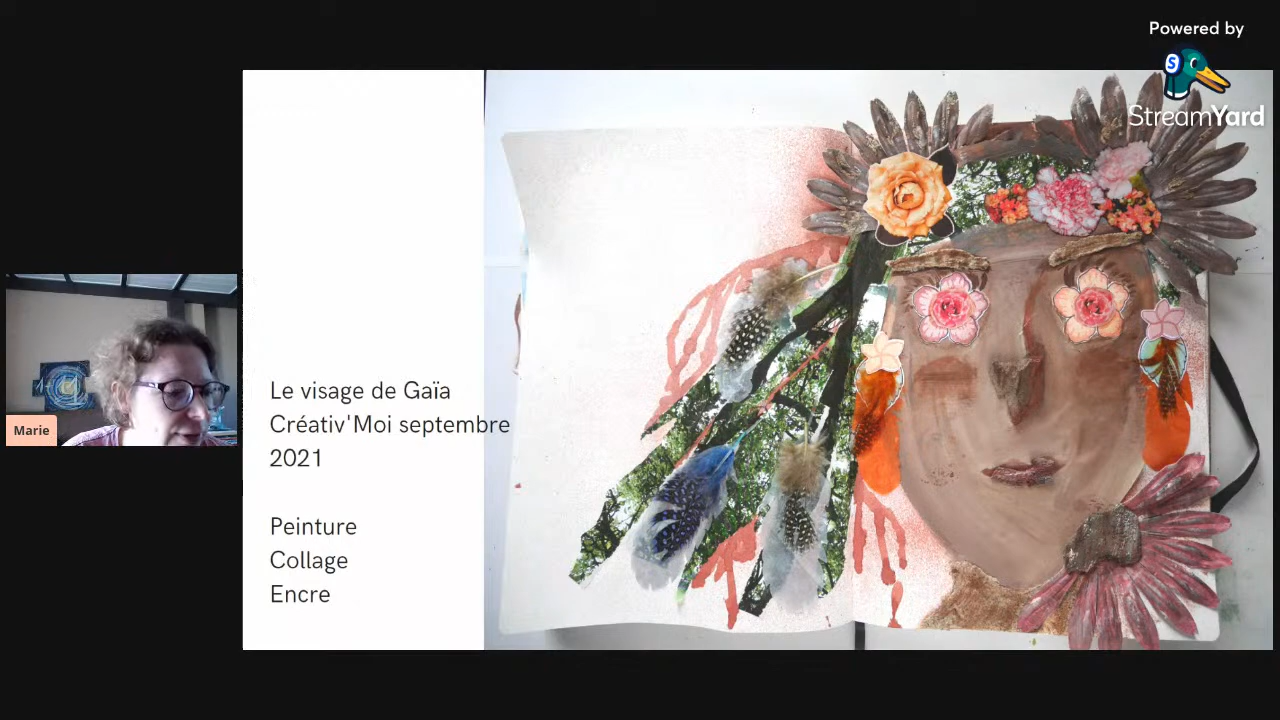 Powered by
StreamYard
Le visage de Gaïa
Créativ'Moi septembre
2021
Peinture
Collage
Encre
Marie